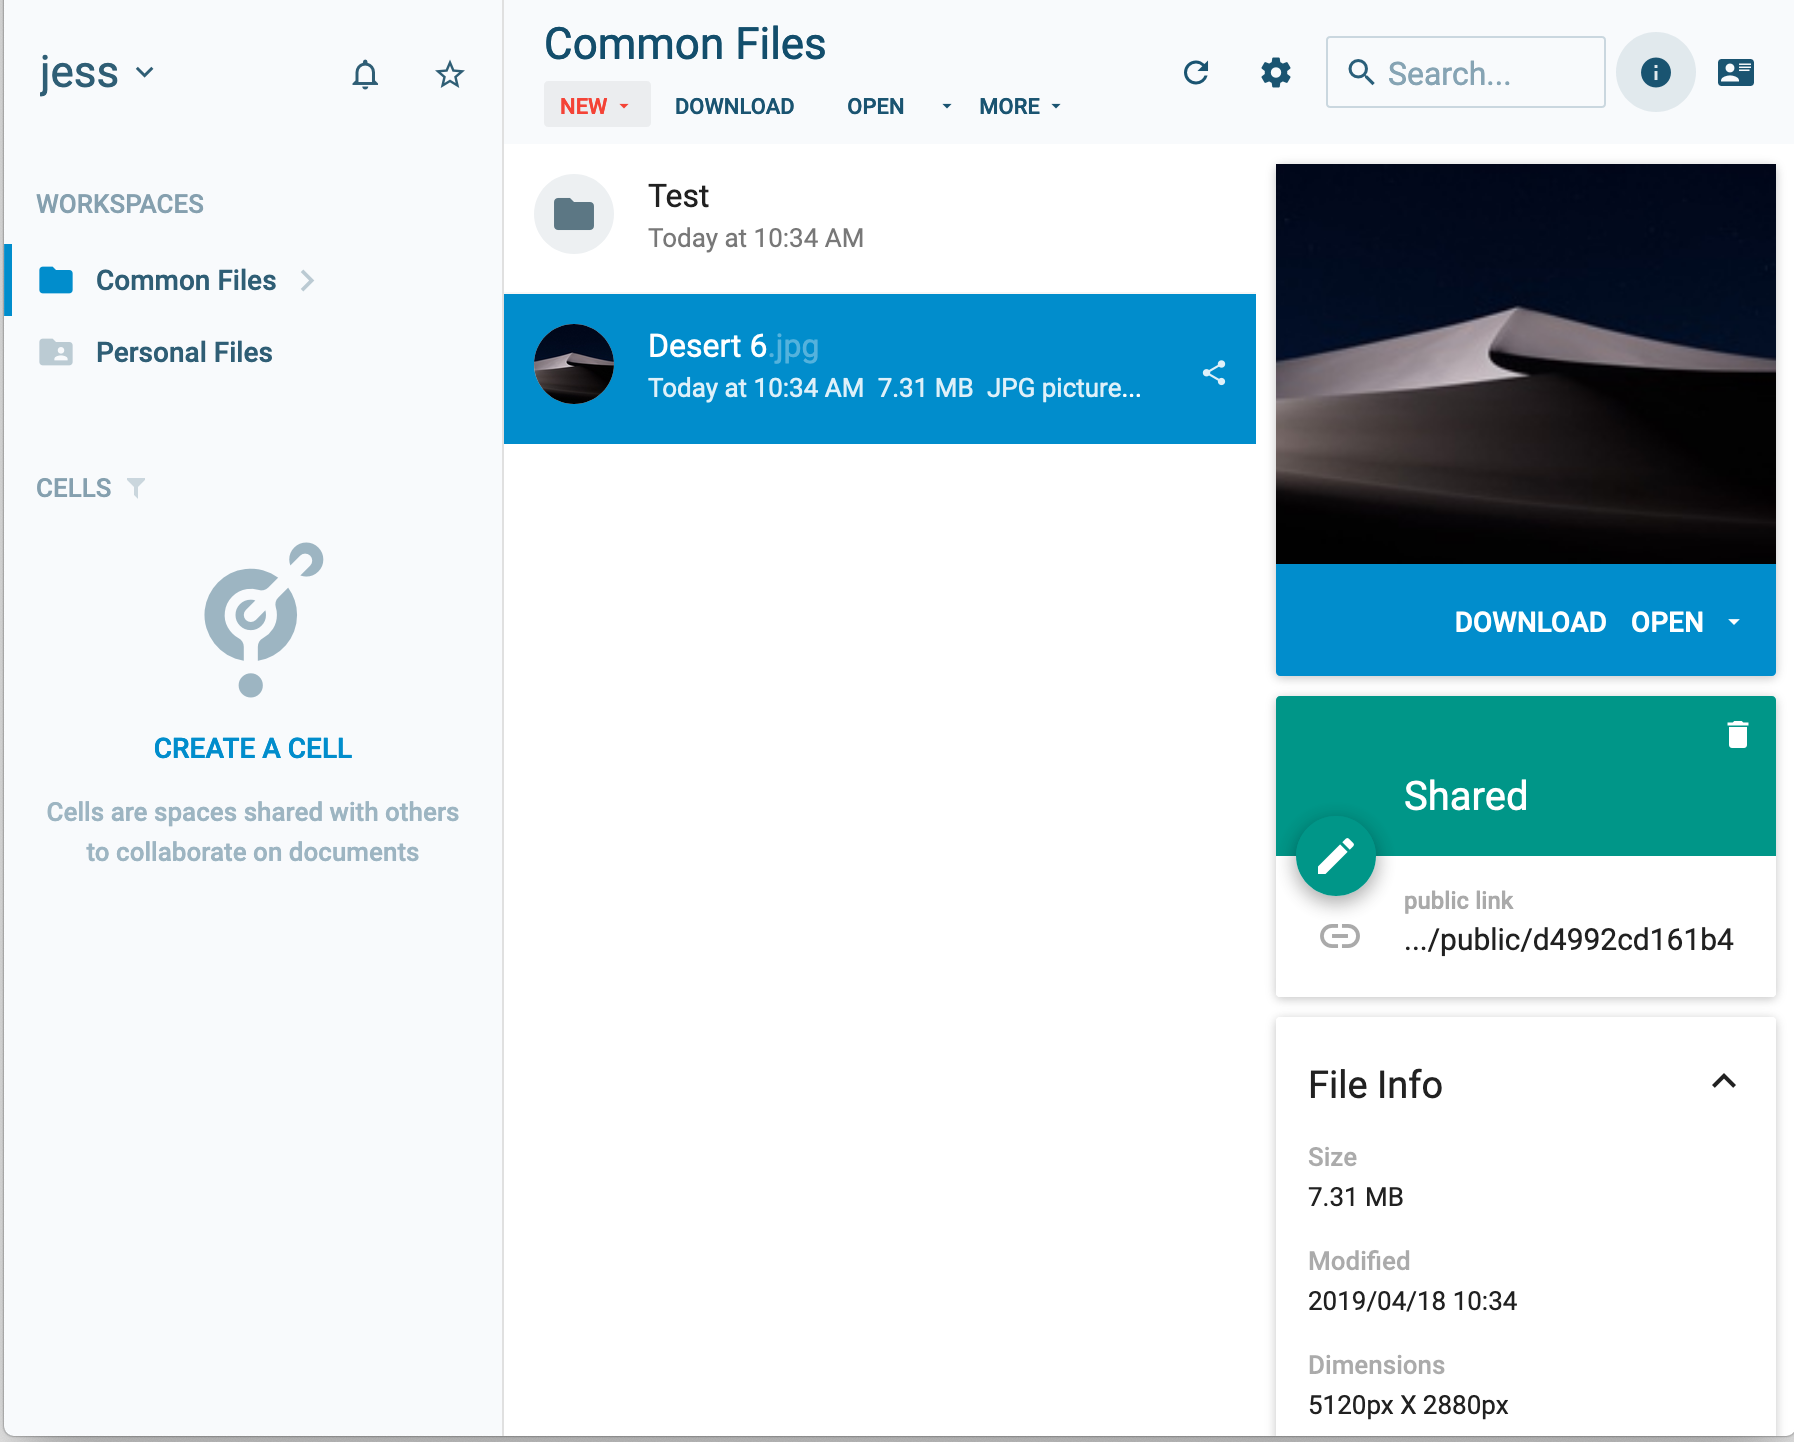 jess
WORKSPACES
Common Files
Personal Files
CELLS
CREATE A CELL
Cells are spaces shared with others
to collaborate on documents
Common Files
NEW DOWNLOAD OPEN MORE
Search...
Test
Today at 10:34 AM
Desert 6.jpg
Today at 10:34 AM 7.31 MB JPG picture...
DOWNLOAD OPEN
Shared
public link
.../public/d4992cd161b4
File Info
Size
7.31 MB
Modified
2019/04/18 10:34
Dimensions
5120px X 2880px